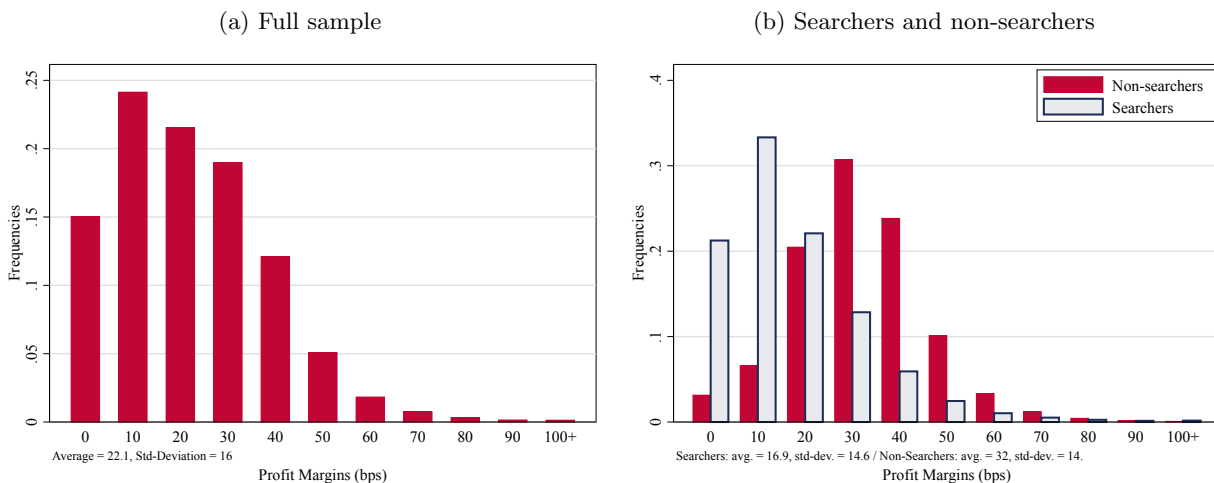 (a) Full sample
Frequencies
.25
.2
.15
.1
.05
0
0 10 20 30 40 50 60 70 80 90 100+
Average = 22.1, Std-Deviation = 16
Profit Margins (bps)
(b) Searchers and non-searchers
Non-searchers
Searchers
Frequencies
.4
.3
.2
.1
0
0 10 20 30 40 50 60 70 80 90 100+
Searchers: avg. = 16.9, std-dev. = 14.6 / Non-Searchers: avg. = 32, std-dev. = 14.
Profit Margins (bps)